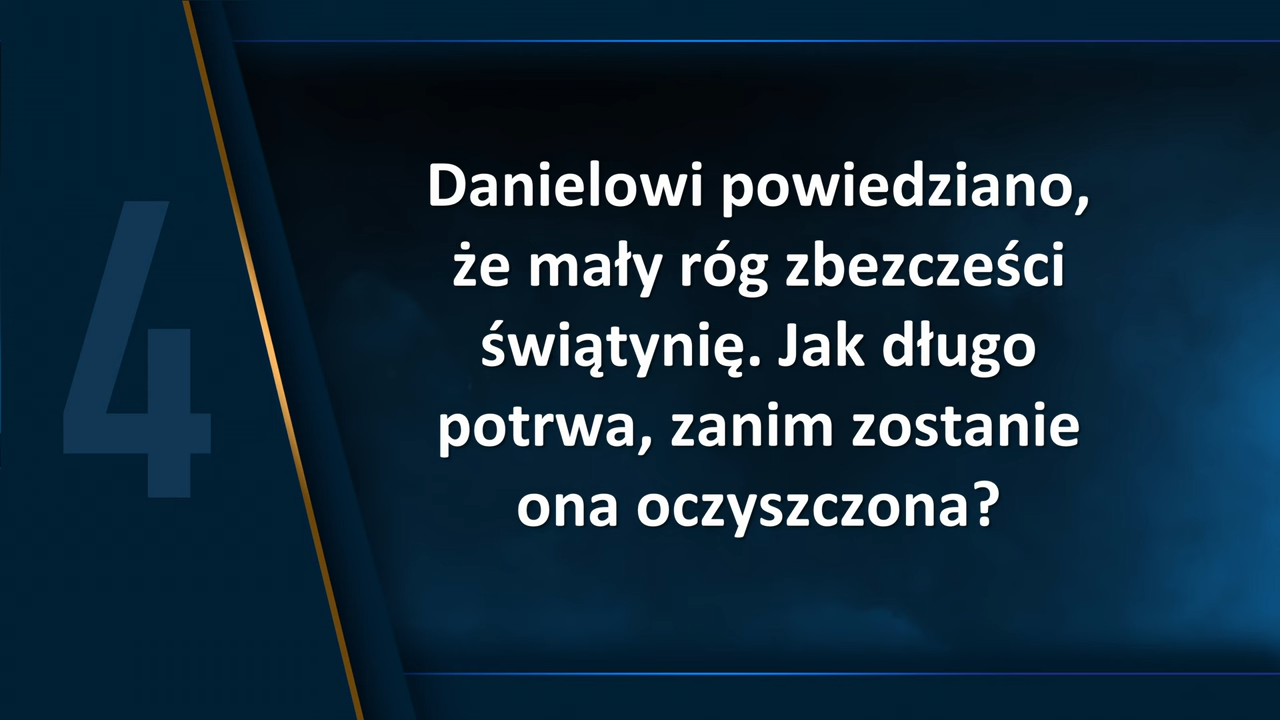 4
Danielowi powiedziano,
że mały róg zbezcześci
świątynię. Jak długo
potrwa, zanim zostanie
ona oczyszczona?